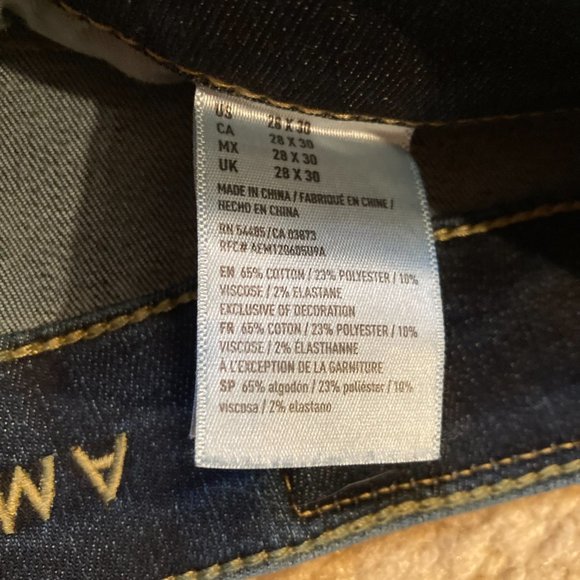 US 28 X 30
CA 28 X 30
MX 28 X 30
UK 28 X 30
MADE IN CHINA / FABRIQUÉ EN CHINE /
HECHO EN CHINA
RN 54485 / CA 03873
RFC# AEM120605U9A
EN 65% COTTON / 23% POLYESTER / 10%
VISCOSE / 2% ELASTANE
EXCLUSIVE OF DECORATION
FR 65% COTON / 23% POLYESTER / 10%
VISCOSE / 2% ÉLASTHANNE
À L'EXCEPTION DE LA GARNITURE
SP 65% algodón / 23% poliéster / 10%
viscosa / 2% elastano
AM